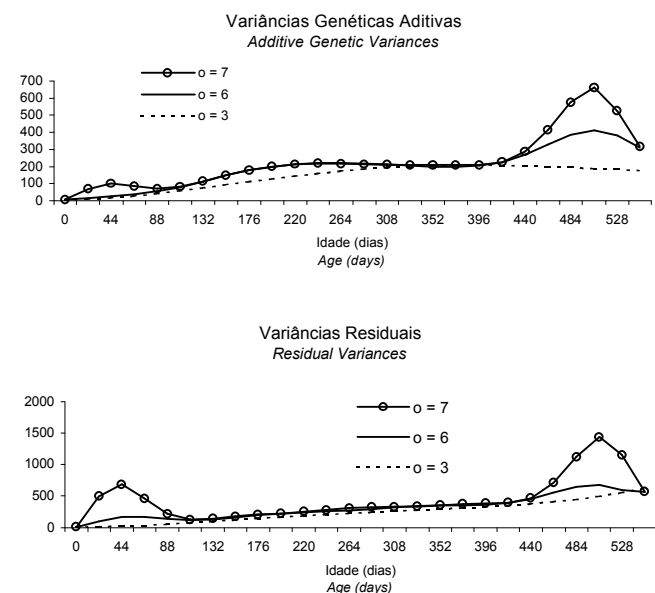 Variâncias Genéticas Aditivas
Additive Genetic Variances
o = 7
o = 6
o = 3
700
600
500
400
300
200
100
0
0 44 88 132 176 220 264 308 352 396 440 484 528
Idade (dias)
Age (days)
Variâncias Residuais
Residual Variances
o = 7
o = 6
o = 3
2000
1500
1000
500
0
0 44 88 132 176 220 264 308 352 396 440 484 528
Idade (dias)
Age (days)